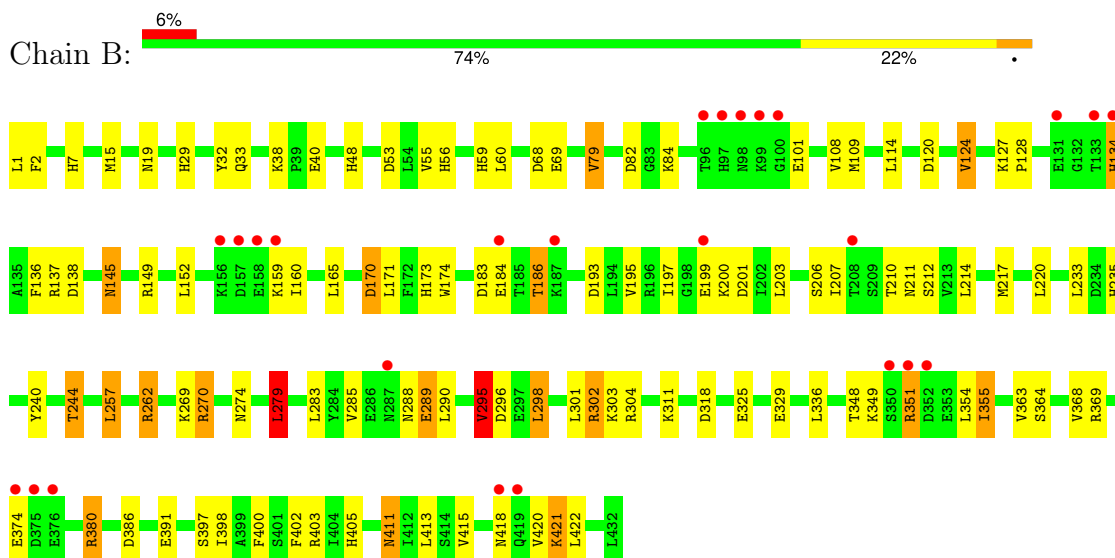 6%
Chain B:
74% 22% •
L1 F2 H7 M15 N19 H29 Y32 Q33 K38 P39 E40 H48 D53 L54 V55 H56 H59 L60 D68 E69 V79 D82 G83 K84 T96 H97 N98 K99 G100 E101 V108 M109 L114 D120 V124 K127 P128 E131 G132 T133 H134
A135 F136 R137 D138 N145 R149 L152 K156 D157 E158 K159 I160 L165 D170 L171 F172 H173 W174 D183 E184 T185 T186 K187 D193 L194 V195 R196 I197 G198 E199 K200 D201 I202 L203 S206 I207 T208 S209 T210 N211 S212 V213 L214 M217 L220 L233 D234 H235
Y240 T244 L257 R262 K269 R270 N274 L279 L283 Y284 V285 E286 N287 N288 E289 L290 V295 D296 E297 L298 L301 R302 K303 R304 K311 D318 E325 E329 L336 T348 K349 S350 R351 D352 E353 L354 I355 V363 S364 V368 R369
E374 D375 E376 R380 D386 E391 S397 I398 A399 F400 S401 F402 R403 I404 H405 N411 I412 L413 S414 V415 N418 Q419 V420 K421 L422 L432